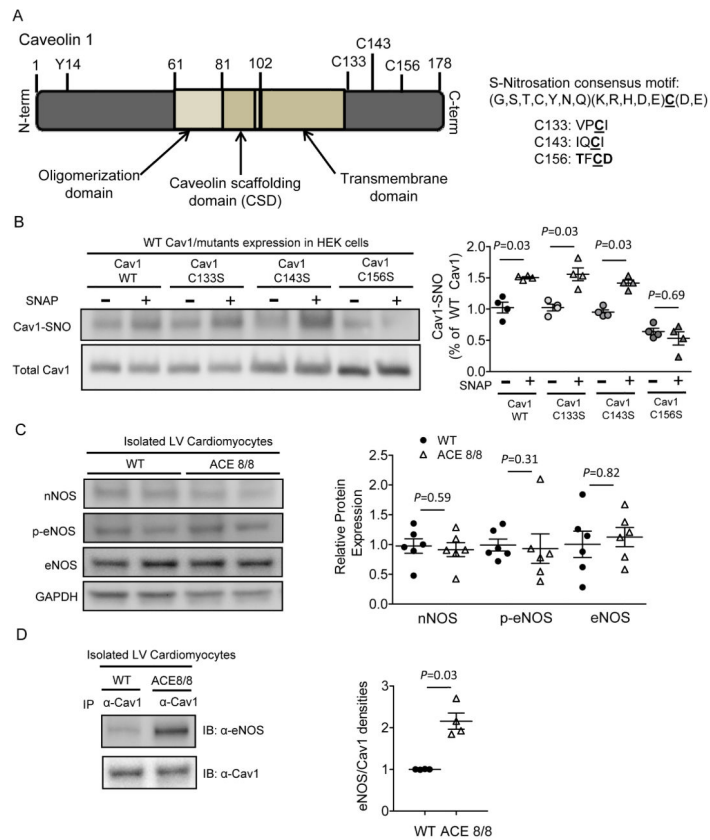 A
Caveolin 1
1 Y14 61 81 102 C133 C143 C156 178
N-term
C-term
Oligomerization
domain
Caveolin scaffolding
domain (CSD)
Transmembrane
domain
S-Nitrosation consensus motif:
(G,S,T,C,Y,N,Q)(K,R,H,D,E)C(D,E)
C133: VPCI
C143: IQCI
C156: TFCD
B
WT Cav1/mutants expression in HEK cells
Cav1 Cav1 Cav1 Cav1
WT C133S C143S C156S
SNAP – + – + – + – +
Cav1-SNO
Total Cav1
Cav1-SNO
(% of WT Cav1)
2.0
1.5
1.0
0.5
0.0
P=0.03
P=0.03
P=0.03
P=0.69
SNAP – + – + – + – +
Cav1 Cav1 Cav1 Cav1
WT C133S C143S C156S
C
Isolated LV Cardiomyocytes
WT ACE 8/8
nNOS
p-eNOS
eNOS
GAPDH
Relative Protein
Expression
2.5
2.0
1.5
1.0
0.5
0.0
WT
ACE 8/8
P=0.59
P=0.31
P=0.82
nNOS p-eNOS eNOS
D
Isolated LV Cardiomyocytes
WT ACE8/8
IP α-Cav1 α-Cav1
IB: α-eNOS
IB: α-Cav1
eNOS/Cav1 densities
3
2
1
0
P=0.03
WT ACE 8/8